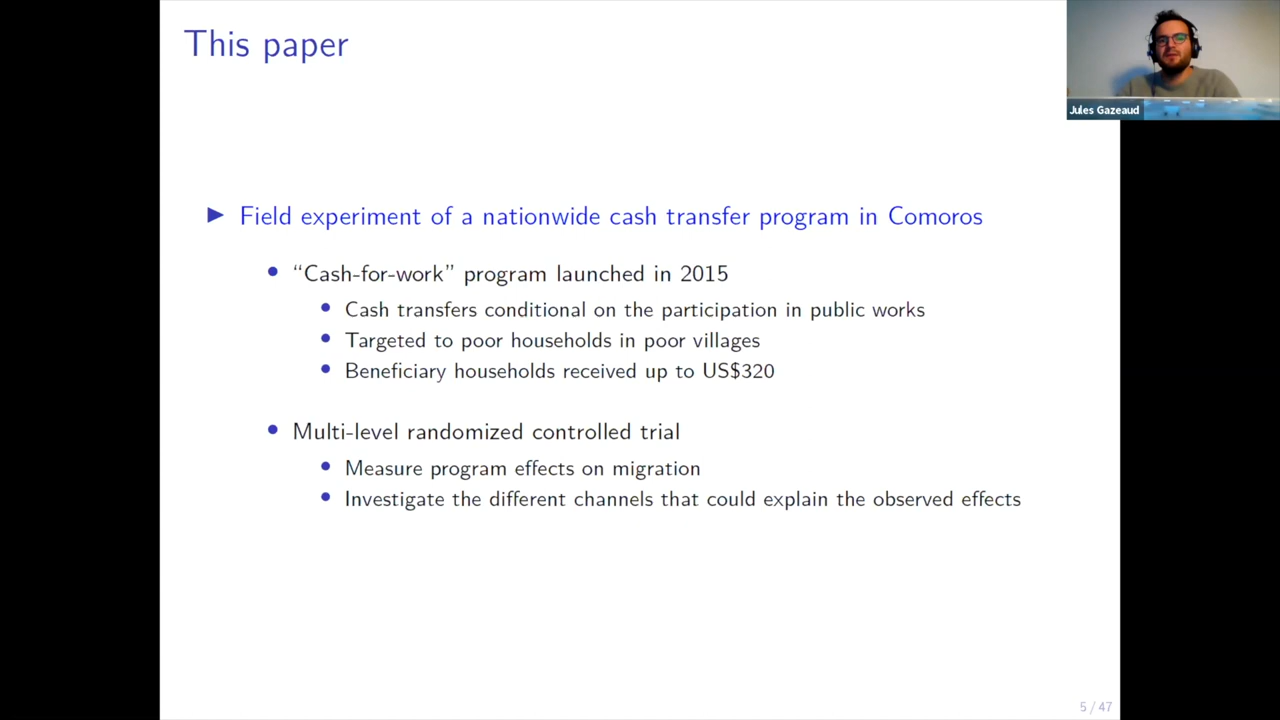 This paper
Jules Gazeaud
▶ Field experiment of a nationwide cash transfer program in Comoros
• “Cash-for-work” program launched in 2015
• Cash transfers conditional on the participation in public works
• Targeted to poor households in poor villages
• Beneficiary households received up to US$320
• Multi-level randomized controlled trial
• Measure program effects on migration
• Investigate the different channels that could explain the observed effects
5 / 47